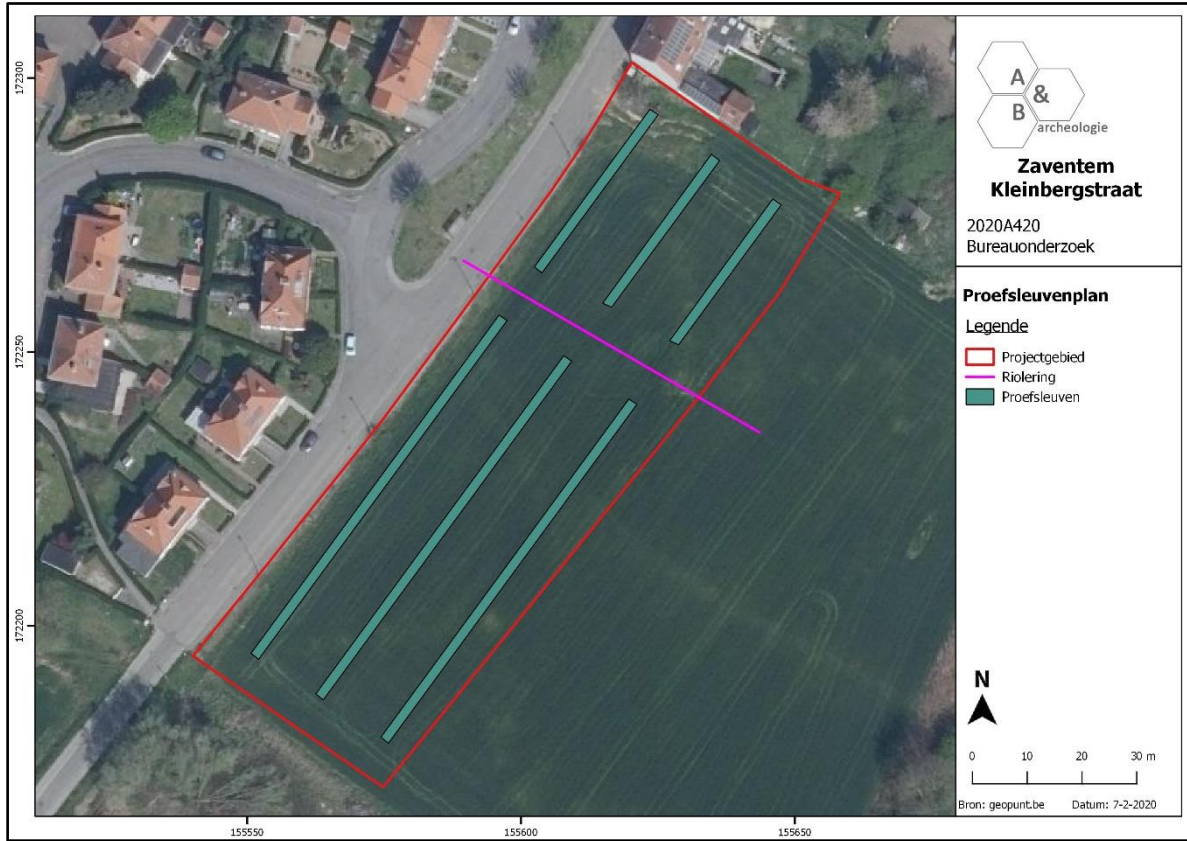 A
&
B
archeologie
Zaventem
Kleinbergstraat
2020A420
Bureauonderzoek
Proefsleuvenplan
Legende
Projectgebied
Riolering
Proefsleuven
N
0 10 20 30 m
Bron: geopunt.be Datum: 7-2-2020
172300
172250
172200
155550 155600 155650